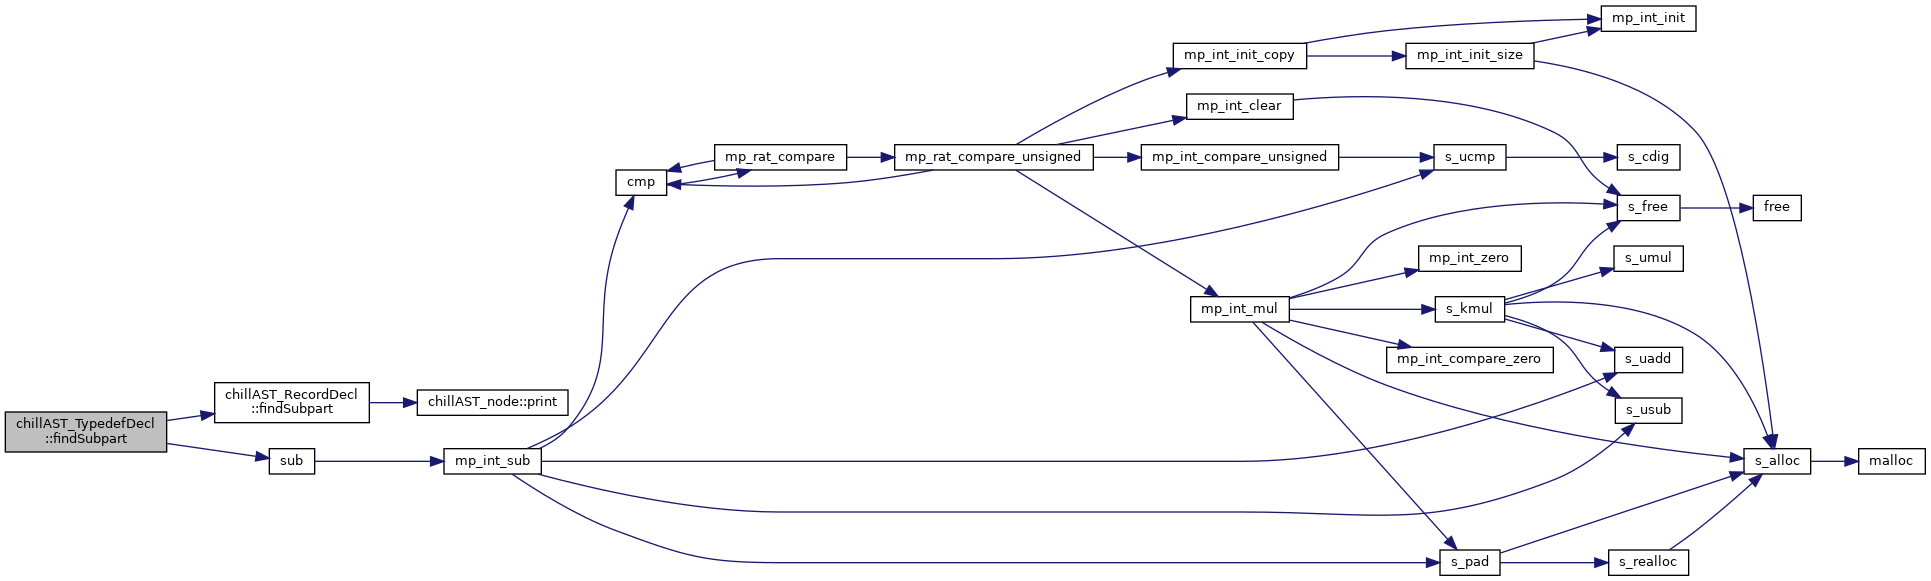 mp_int_init
mp_int_init_copy
mp_int_init_size
mp_int_clear
mp_rat_compare
mp_rat_compare_unsigned
mp_int_compare_unsigned
s_ucmp
s_cdig
cmp
s_free
free
mp_int_zero
s_umul
mp_int_mul
s_kmul
mp_int_compare_zero
s_uadd
chillAST_RecordDecl
::findSubpart
chillAST_node::print
s_usub
chillAST_TypedefDecl
::findSubpart
sub
mp_int_sub
s_alloc
malloc
s_pad
s_realloc